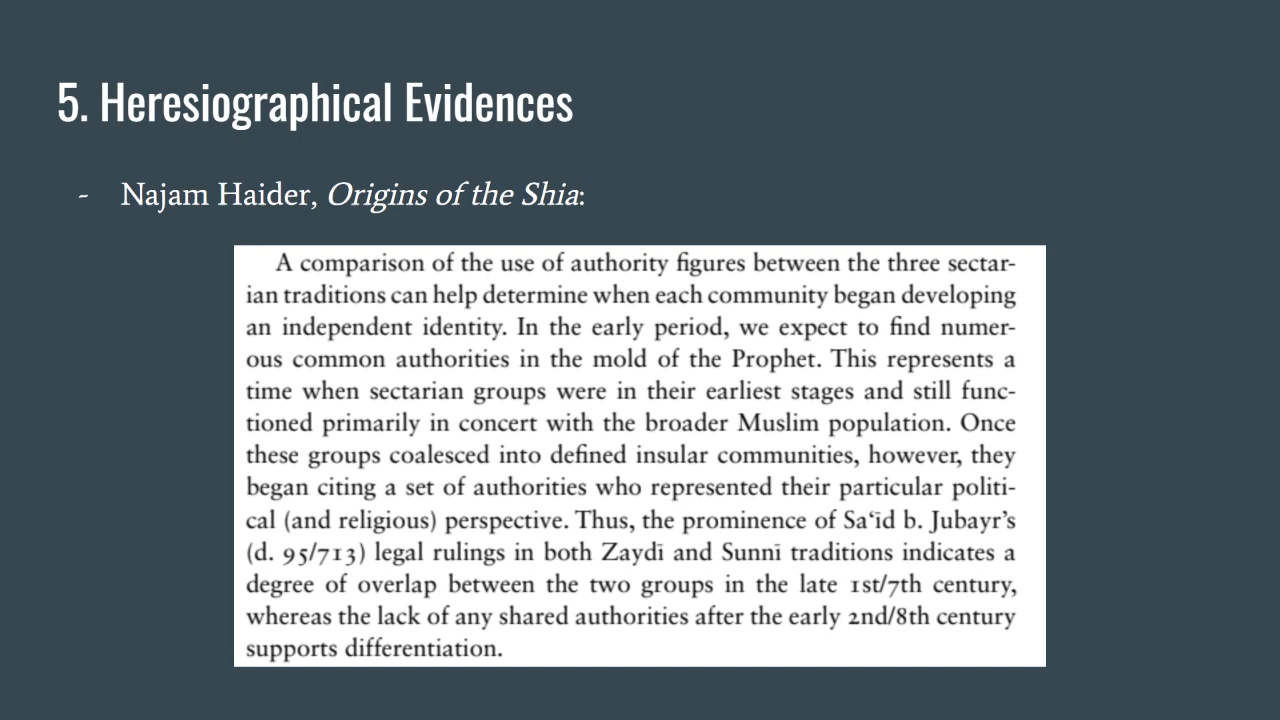 5. Heresiographical Evidences
- Najam Haider, Origins of the Shia:
A comparison of the use of authority figures between the three sectar-
ian traditions can help determine when each community began developing
an independent identity. In the early period, we expect to find numer-
ous common authorities in the mold of the Prophet. This represents a
time when sectarian groups were in their earliest stages and still func-
tioned primarily in concert with the broader Muslim population. Once
these groups coalesced into defined insular communities, however, they
began citing a set of authorities who represented their particular politi-
cal (and religious) perspective. Thus, the prominence of Saʿīd b. Jubayr's
(d. 95/713) legal rulings in both Zaydī and Sunnī traditions indicates a
degree of overlap between the two groups in the late 1st/7th century,
whereas the lack of any shared authorities after the early 2nd/8th century
supports differentiation.